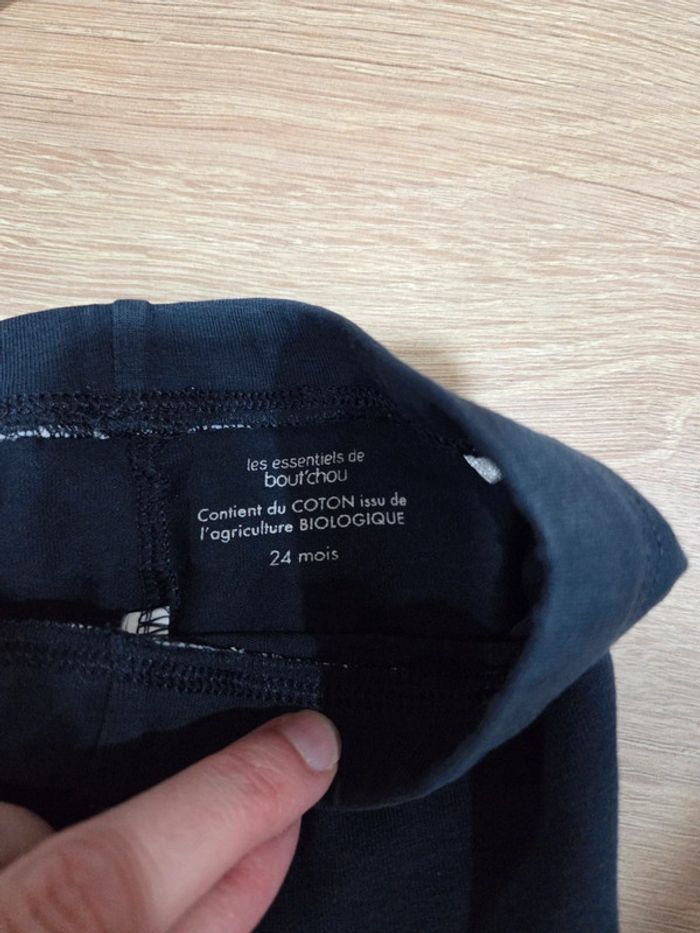 les essentiels de
bout'chou
Contient du COTON issu de
l'agriculture BIOLOGIQUE
24 mois